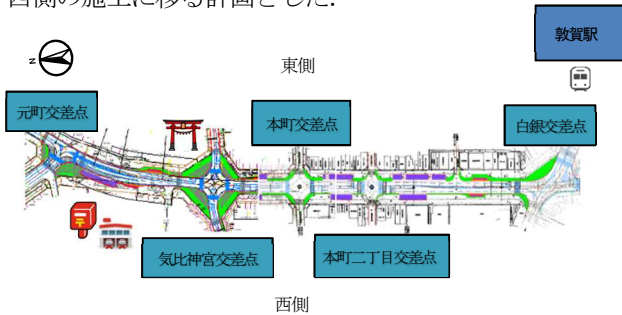 西側の施工に移る計画とした.
敦賀駅
N
東側
元町交差点
本町交差点
白銀交差点
気比神宮交差点
本町二丁目交差点
西側